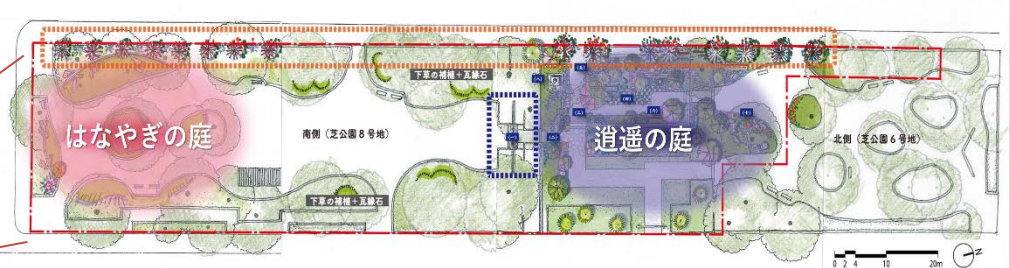 下草の補植+瓦縁石
はなやぎの庭
南側(芝公園8号地)
逍遥の庭
北側(芝公園6号地)
下草の補植+瓦縁石
0 2 4 10 20m
N